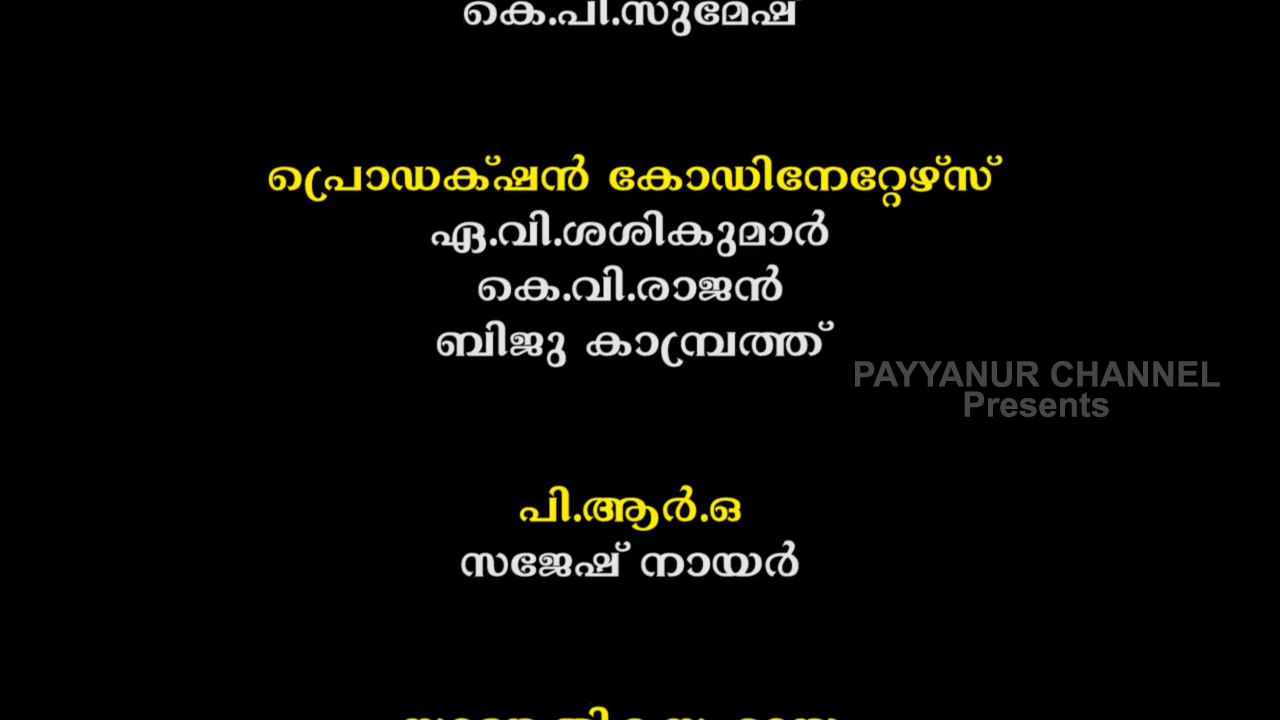 കെ.പി.സുമേഷ്
പ്രൊഡക്ഷൻ കോഡിനേറ്റേഴ്സ്
ഏ.വി.ശശികുമാർ
കെ.വി.രാജൻ
ബിജു കാമ്പ്രത്ത്
PAYYANUR CHANNEL
Presents
പി.ആർ.ഒ
സജേഷ് നായർ